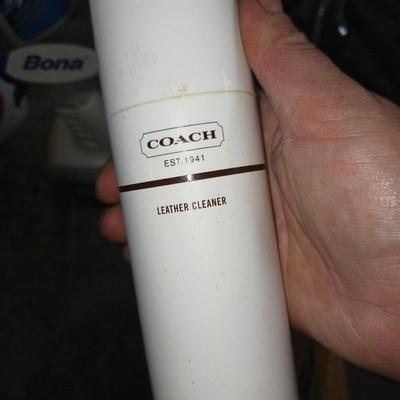 Bona
COACH
EST. 1941
LEATHER CLEANER